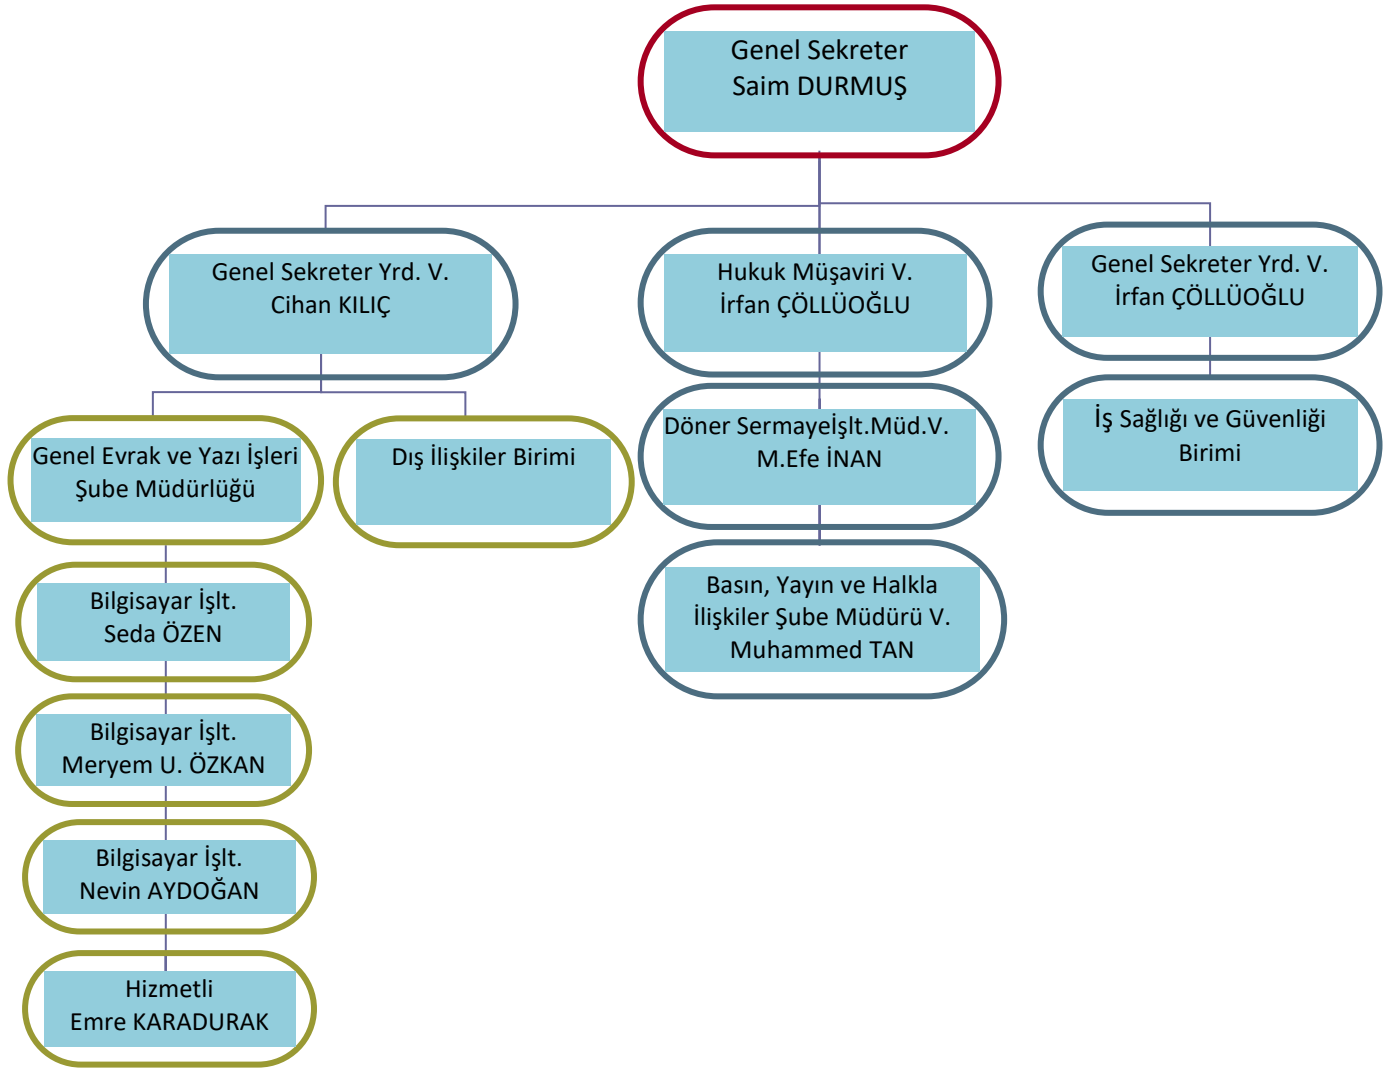 Genel Sekreter
Saim DURMUŞ
Genel Sekreter Yrd. V.
Cihan KILIÇ
Hukuk Müşaviri V.
İrfan ÇÖLLÜOĞLU
Genel Sekreter Yrd. V.
İrfan ÇÖLLÜOĞLU
Genel Evrak ve Yazı İşleri
Şube Müdürlüğü
Dış İlişkiler Birimi
Döner Sermayeİşlt.Müd.V.
M.Efe İNAN
İş Sağlığı ve Güvenliği
Birimi
Bilgisayar İşlt.
Seda ÖZEN
Basın, Yayın ve Halkla
İlişkiler Şube Müdürü V.
Muhammed TAN
Bilgisayar İşlt.
Meryem U. ÖZKAN
Bilgisayar İşlt.
Nevin AYDOĞAN
Hizmetli
Emre KARADURAK